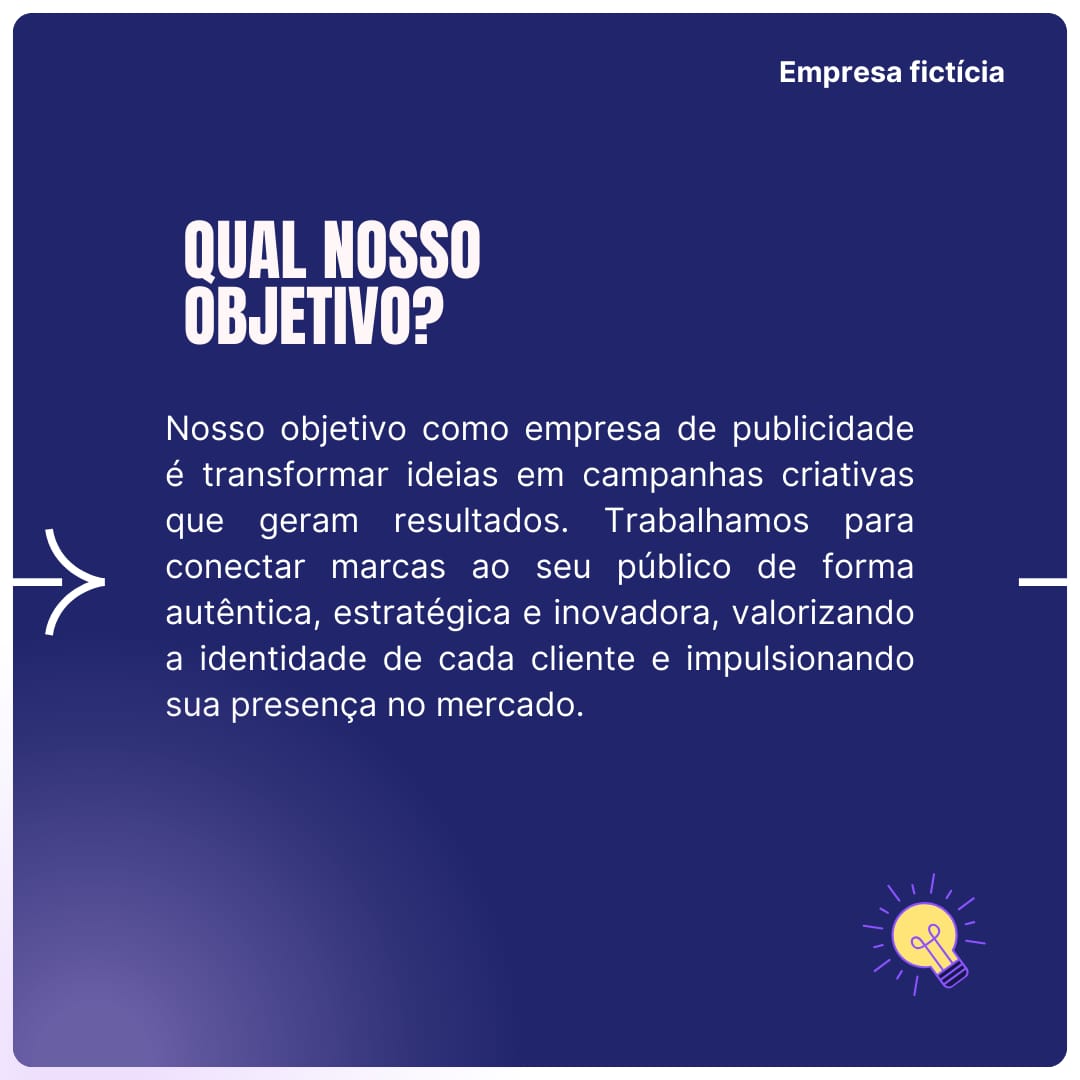 Empresa fictícia
QUAL NOSSO
OBJETIVO?
Nosso objetivo como empresa de publicidade
é transformar ideias em campanhas criativas
que geram resultados. Trabalhamos para
conectar marcas ao seu público de forma
autêntica, estratégica e inovadora, valorizando
a identidade de cada cliente e impulsionando
sua presença no mercado.